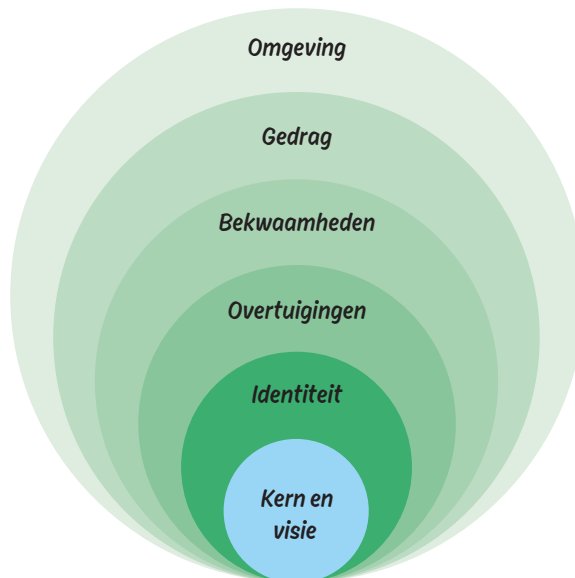 Omgeving
Gedrag
Bekwaamheden
Overtuigingen
Identiteit
Kern en
visie